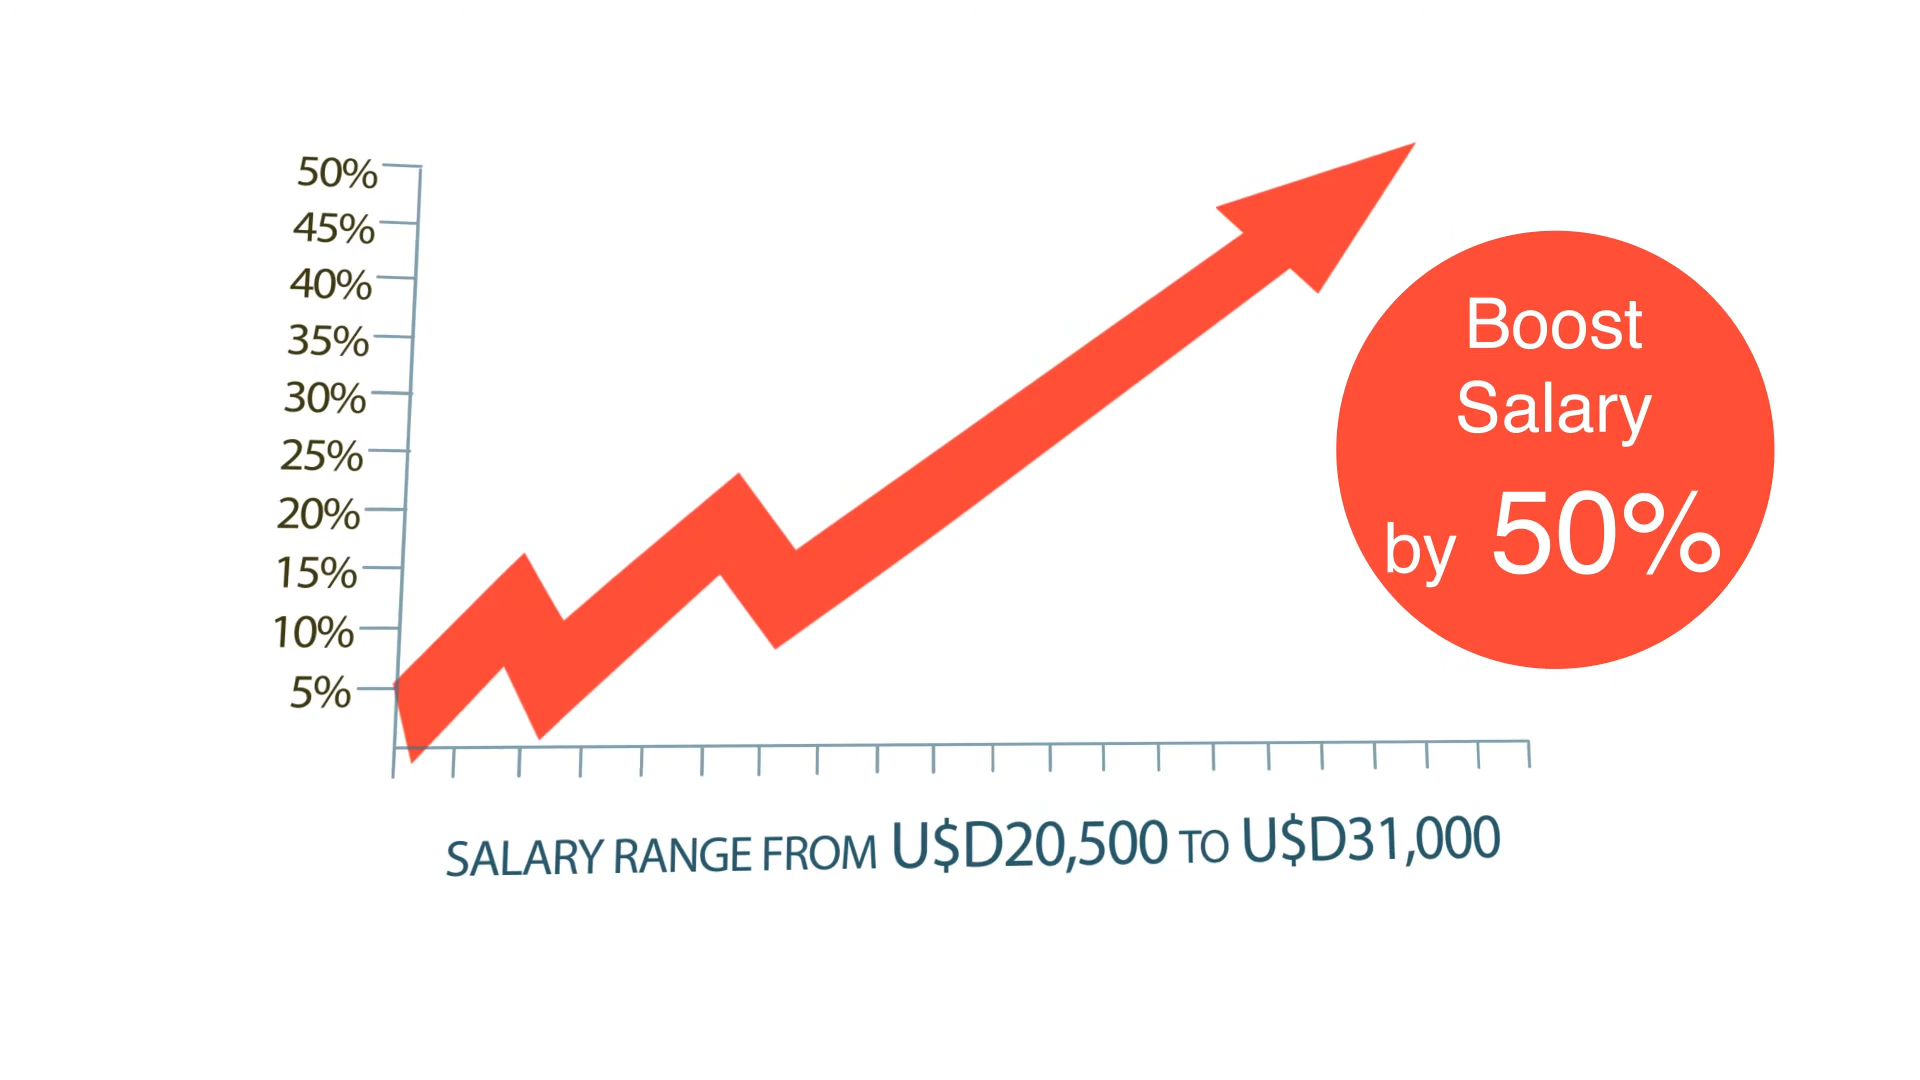 50%
45%
40%
35%
30%
25%
20%
15%
10%
5%
Boost
Salary
by 50%
SALARY RANGE FROM U$D20,500 TO U$D31,000